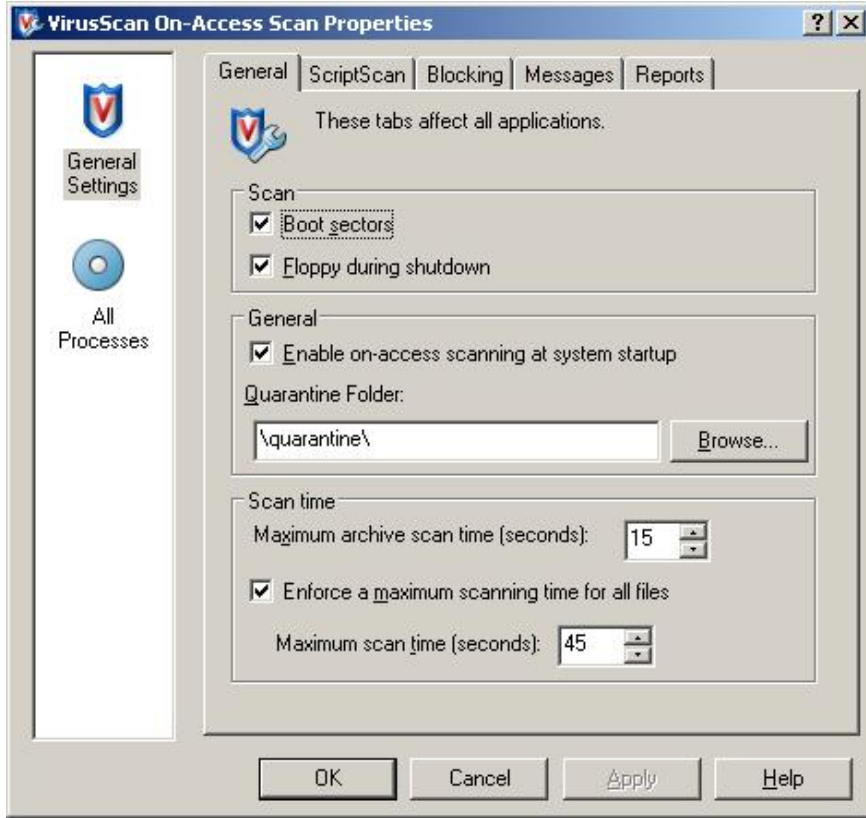 VirusScan On-Access Scan Properties
General ScriptScan Blocking Messages Reports
These tabs affect all applications.
General
Settings
All
Processes
Scan
Boot sectors
Floppy during shutdown
General
Enable on-access scanning at system startup
Quarantine Folder:
\quarantine\ Browse...
Scan time
Maximum archive scan time (seconds): 15
Enforce a maximum scanning time for all files
Maximum scan time (seconds): 45
OK Cancel Apply Help